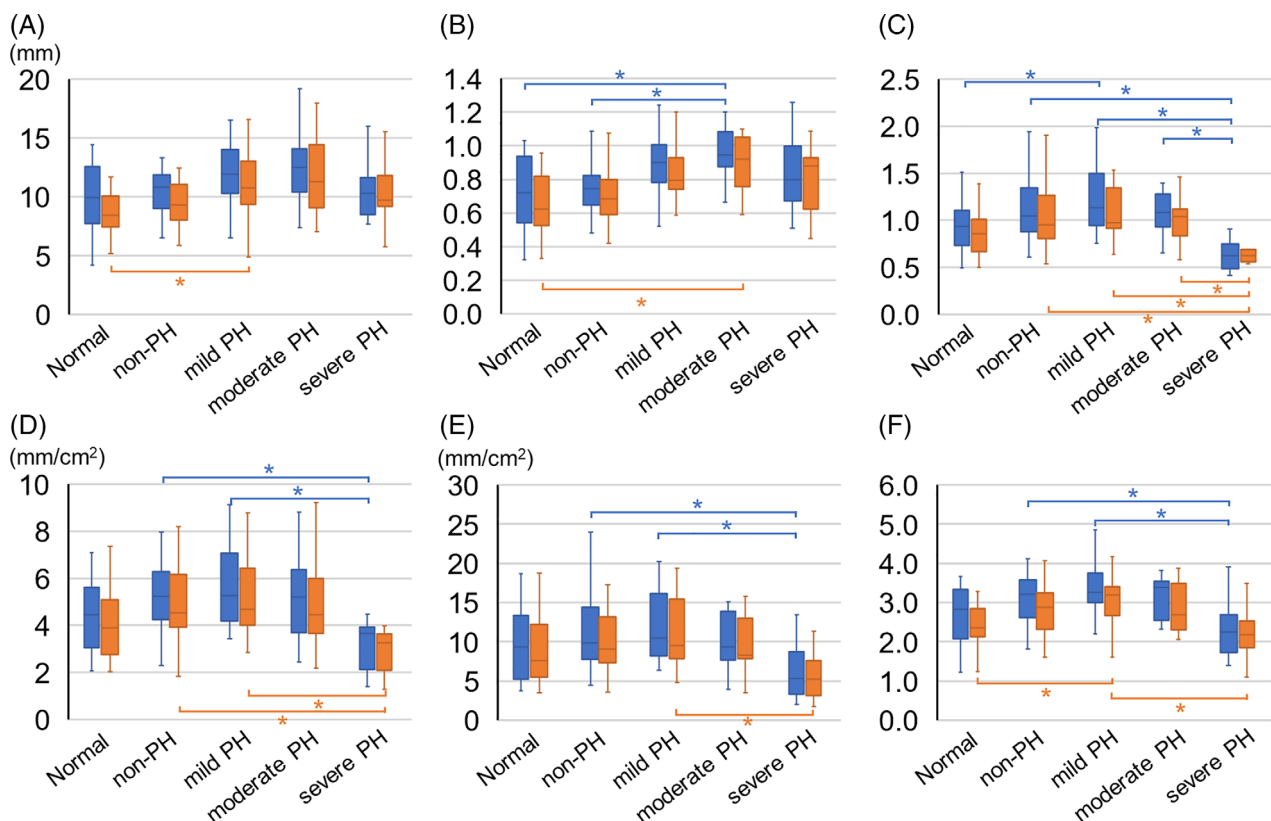 (A)
(mm)
20
15
10
5
0
Normal
non-PH
mild PH
moderate PH
severe PH
*
(B)
1.4
1.2
1.0
0.8
0.6
0.4
0.2
0.0
Normal
non-PH
mild PH
moderate PH
severe PH
*
*
*
(C)
2.5
2.0
1.5
1.0
0.5
0.0
Normal
non-PH
mild PH
moderate PH
severe PH
*
*
*
*
*
*
*
(D)
(mm/cm²)
10
8
6
4
2
0
Normal
non-PH
mild PH
moderate PH
severe PH
*
*
*
*
(E)
(mm/cm²)
30
25
20
15
10
5
0
Normal
non-PH
mild PH
moderate PH
severe PH
*
*
*
(F)
6.0
5.0
4.0
3.0
2.0
1.0
0.0
Normal
non-PH
mild PH
moderate PH
severe PH
*
*
*
*